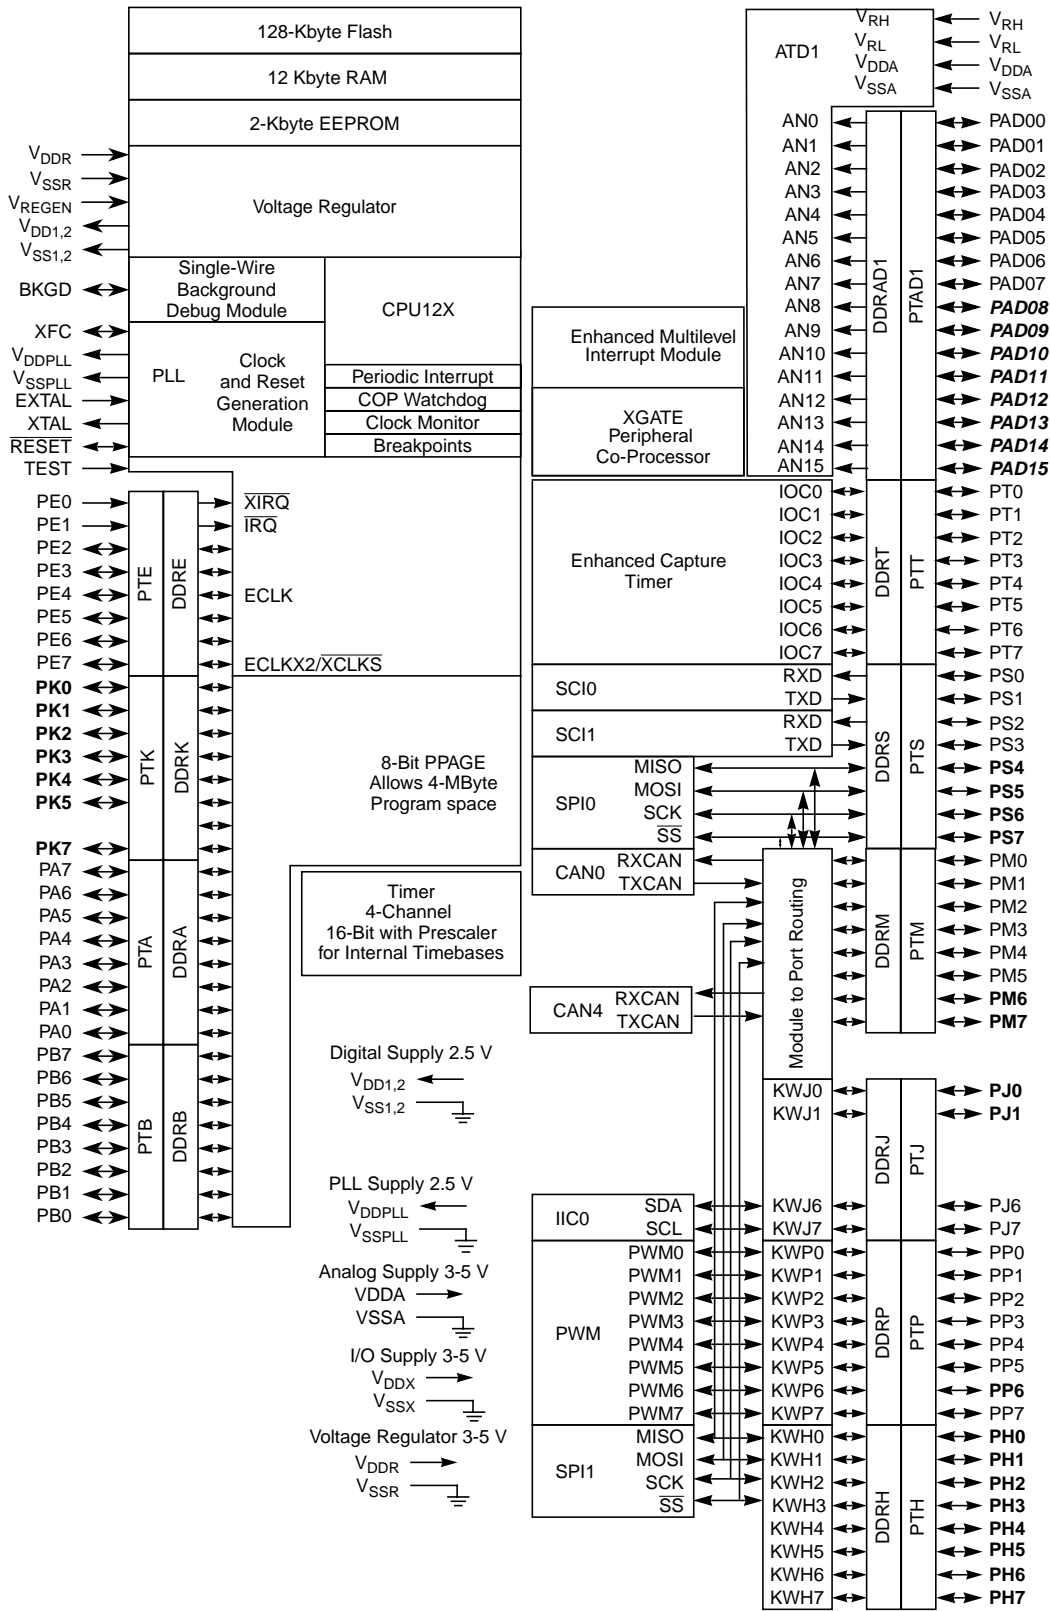 128-Kbyte Flash
12 Kbyte RAM
2-Kbyte EEPROM
VDDR
VSSR
VREGEN
VDD1,2
VSS1,2
Voltage Regulator
BKGD
Single-Wire
Background
Debug Module
CPU12X
XFC
VDDPLL
VSSPLL
EXTAL
XTAL
RESET
TEST
PLL
Clock
and Reset
Generation
Module
Periodic Interrupt
COP Watchdog
Clock Monitor
Breakpoints
PE0
PE1
PE2
PE3
PE4
PE5
PE6
PE7
PTE
DDRE
XIRQ
IRQ
ECLK
ECLKX2/XCLKS
PK0
PK1
PK2
PK3
PK4
PK5
PK7
PTK
DDRK
8-Bit PPAGE
Allows 4-MByte
Program space
PA7
PA6
PA5
PA4
PA3
PA2
PA1
PA0
PTA
DDRA
Timer
4-Channel
16-Bit with Prescaler
for Internal Timebases
PB7
PB6
PB5
PB4
PB3
PB2
PB1
PB0
PTB
DDRB
Digital Supply 2.5 V
VDD1,2
VSS1,2
PLL Supply 2.5 V
VDDPLL
VSSPLL
Analog Supply 3-5 V
VDDA
VSSA
I/O Supply 3-5 V
VDDX
VSSX
Voltage Regulator 3-5 V
VDDR
VSSR
Enhanced Multilevel
Interrupt Module
XGATE
Peripheral
Co-Processor
ATD1
VRH
VRL
VDDA
VSSA
VRH
VRL
VDDA
VSSA
AN0
AN1
AN2
AN3
AN4
AN5
AN6
AN7
AN8
AN9
AN10
AN11
AN12
AN13
AN14
AN15
DDRAD1
PTAD1
PAD00
PAD01
PAD02
PAD03
PAD04
PAD05
PAD06
PAD07
PAD08
PAD09
PAD10
PAD11
PAD12
PAD13
PAD14
PAD15
Enhanced Capture
Timer
IOC0
IOC1
IOC2
IOC3
IOC4
IOC5
IOC6
IOC7
DDRT
PTT
PT0
PT1
PT2
PT3
PT4
PT5
PT6
PT7
SCI0
RXD
TXD
SCI1
RXD
TXD
SPI0
MISO
MOSI
SCK
SS
DDRS
PTS
PS0
PS1
PS2
PS3
PS4
PS5
PS6
PS7
CAN0
RXCAN
TXCAN
CAN4
RXCAN
TXCAN
Module to Port Routing
DDRM
PTM
PM0
PM1
PM2
PM3
PM4
PM5
PM6
PM7
KWJ0
KWJ1
KWJ6
KWJ7
DDRJ
PTJ
PJ0
PJ1
PJ6
PJ7
IIC0
SDA
SCL
PWM
PWM0
PWM1
PWM2
PWM3
PWM4
PWM5
PWM6
PWM7
KWP0
KWP1
KWP2
KWP3
KWP4
KWP5
KWP6
KWP7
DDRP
PTP
PP0
PP1
PP2
PP3
PP4
PP5
PP6
PP7
SPI1
MISO
MOSI
SCK
SS
KWH0
KWH1
KWH2
KWH3
KWH4
KWH5
KWH6
KWH7
DDRH
PTH
PH0
PH1
PH2
PH3
PH4
PH5
PH6
PH7